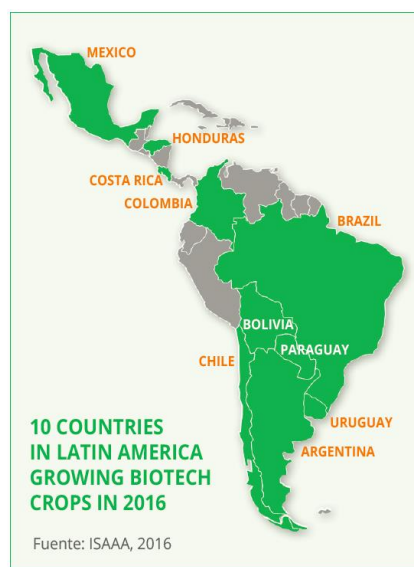 MEXICO
HONDURAS
COSTA RICA
COLOMBIA
BRAZIL
BOLIVIA
PARAGUAY
CHILE
URUGUAY
ARGENTINA
10 COUNTRIES
IN LATIN AMERICA
GROWING BIOTECH
CROPS IN 2016
Fuente: ISAAA, 2016